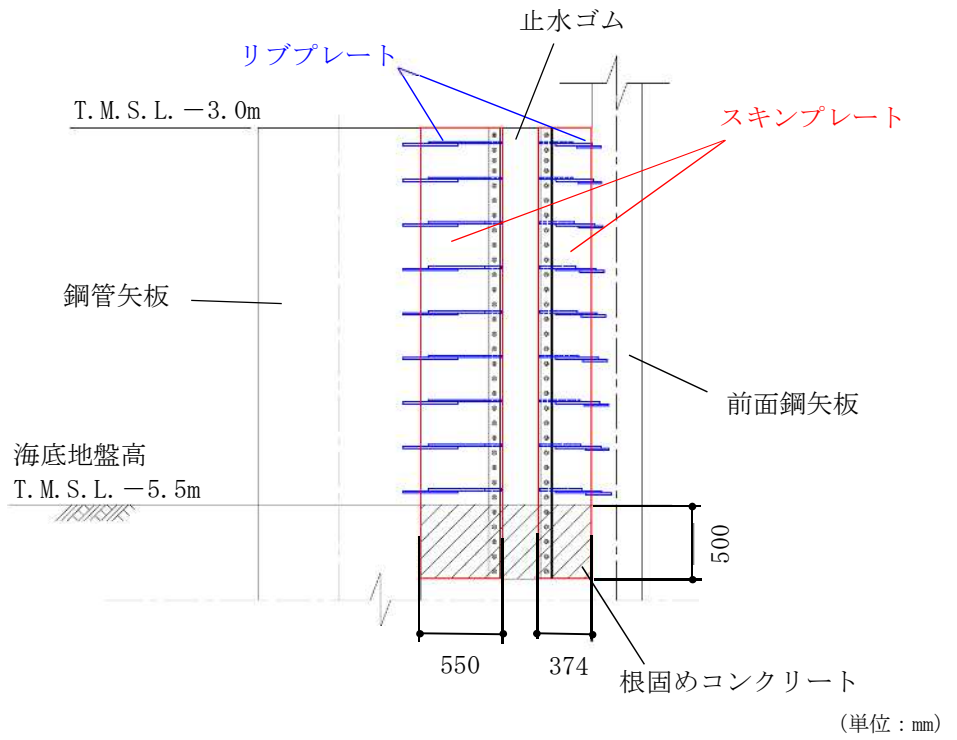 止水ゴム
リブプレート
T.M.S.L.－3.0m
スキンプレート
鋼管矢板
前面鋼矢板
海底地盤高
T.M.S.L.－5.5m
500
550
374
根固めコンクリート
（単位：mm）